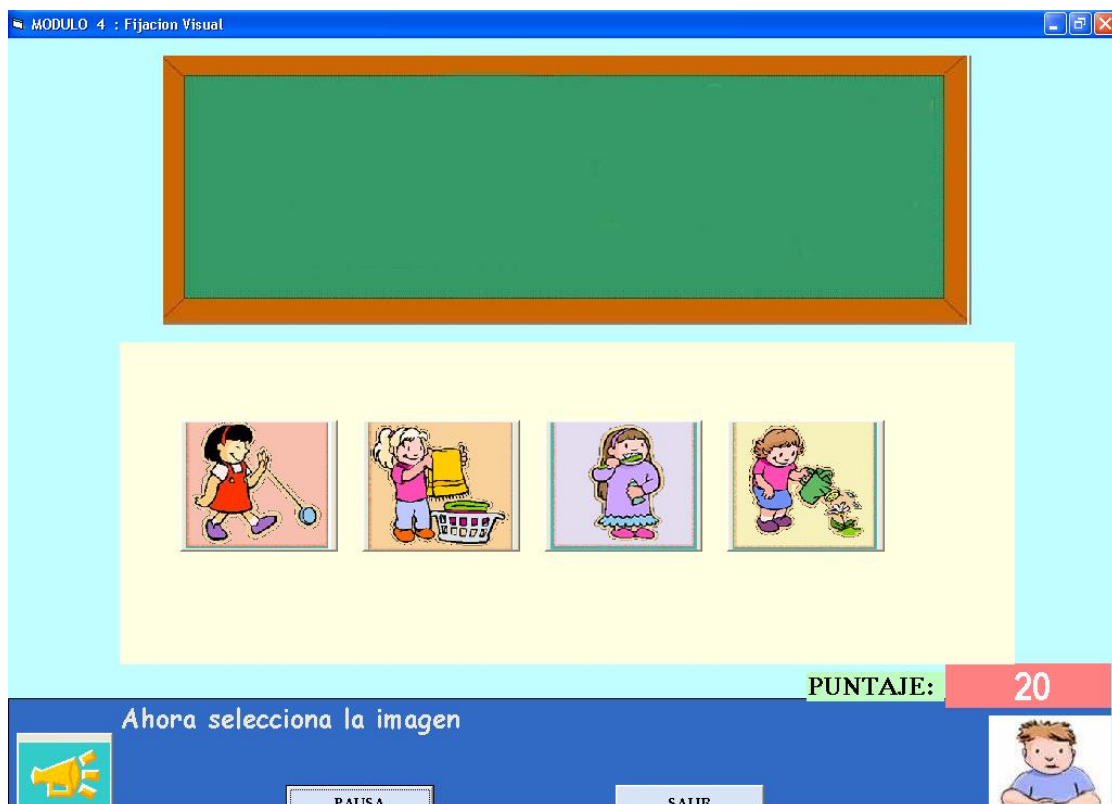 MODULO 4 : Fijacion Visual
PUNTAJE: 20
Ahora selecciona la imagen
PAUSA SALIR